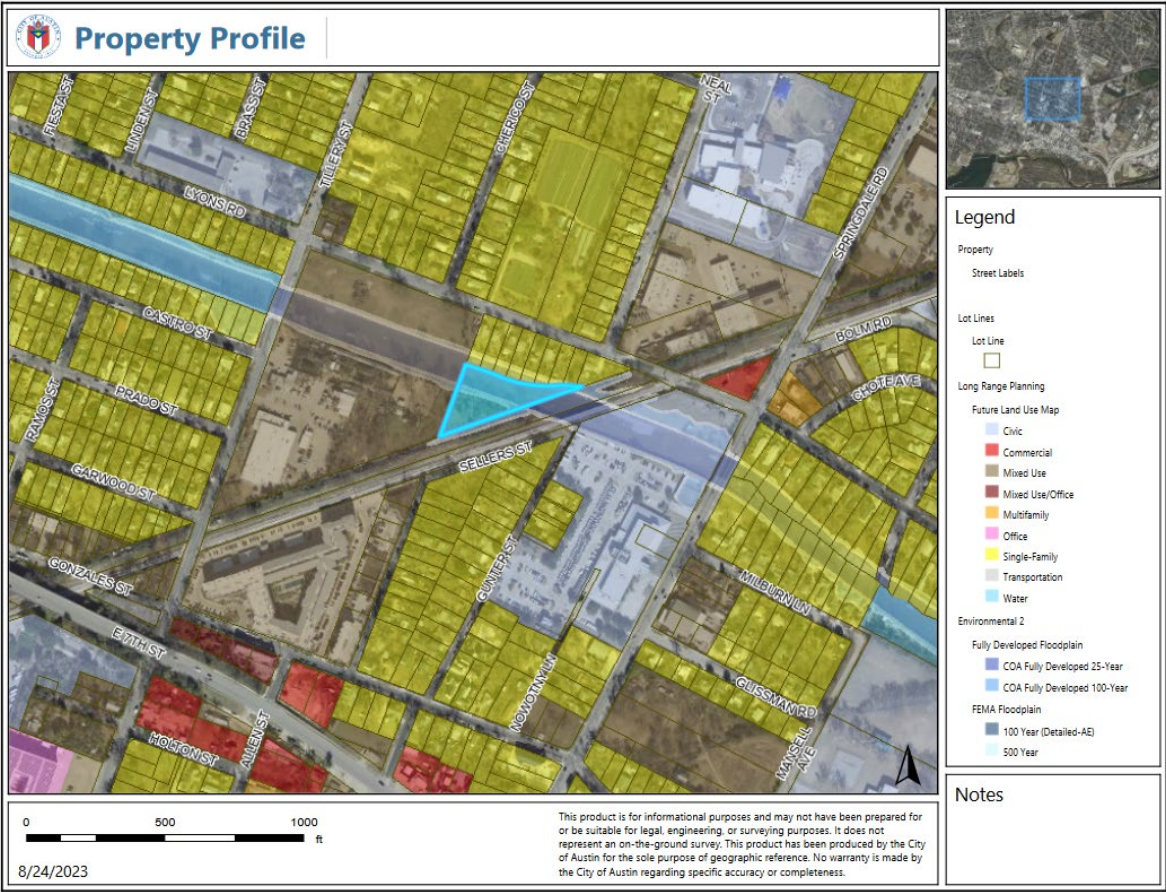 Property Profile
NEAL
ST
FIESTA ST
LINDEN ST
BRASS ST
TILLERY ST
CHERICO ST
LYONS RD
SPRINGDALE RD
CASTRO ST
BOLM RD
PRADO ST
CHOTE AVE
RAMOS ST
SELLERS ST
GARWOOD ST
GUNTER ST
GONZALES ST
MILBURN LN
E 7TH ST
NOWOTNY LN
GLISSMAN RD
ALLEN ST
HOLTON ST
MANSELL
AVE
Legend
Property
Street Labels
Lot Lines
Lot Line
Long Range Planning
Future Land Use Map
Civic
Commercial
Mixed Use
Mixed Use/Office
Multifamily
Office
Single-Family
Transportation
Water
Environmental 2
Fully Developed Floodplain
COA Fully Developed 25-Year
COA Fully Developed 100-Year
FEMA Floodplain
100 Year (Detailed-AE)
500 Year
Notes
0 500 1000
ft
8/24/2023
This product is for informational purposes and may not have been prepared for
or be suitable for legal, engineering, or surveying purposes. It does not
represent an on-the-ground survey. This product has been produced by the City
of Austin for the sole purpose of geographic reference. No warranty is made by
the City of Austin regarding specific accuracy or completeness.